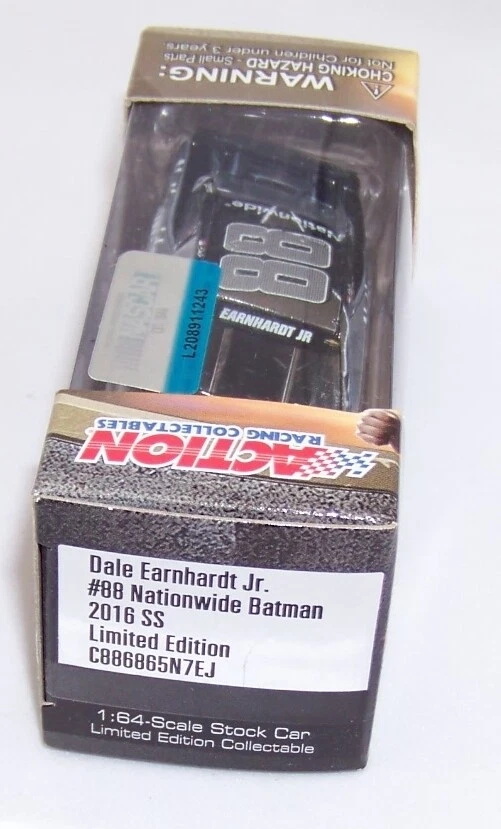 WARNING:
CHOKING HAZARD - Small Parts
Not for Children under 3 years
Nationwide
88
EARNHARDT JR
NASCAR
L208911243
ACTION
RACING COLLECTABLES
Dale Earnhardt Jr.
#88 Nationwide Batman
2016 SS
Limited Edition
C886865N7EJ
1:64-Scale Stock Car
Limited Edition Collectable